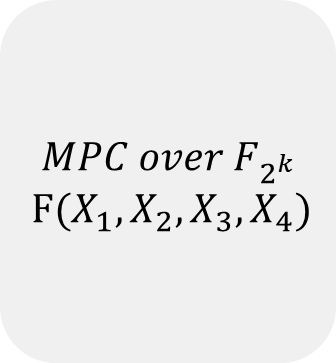 MPC over F_{2^k}
F(X_1, X_2, X_3, X_4)